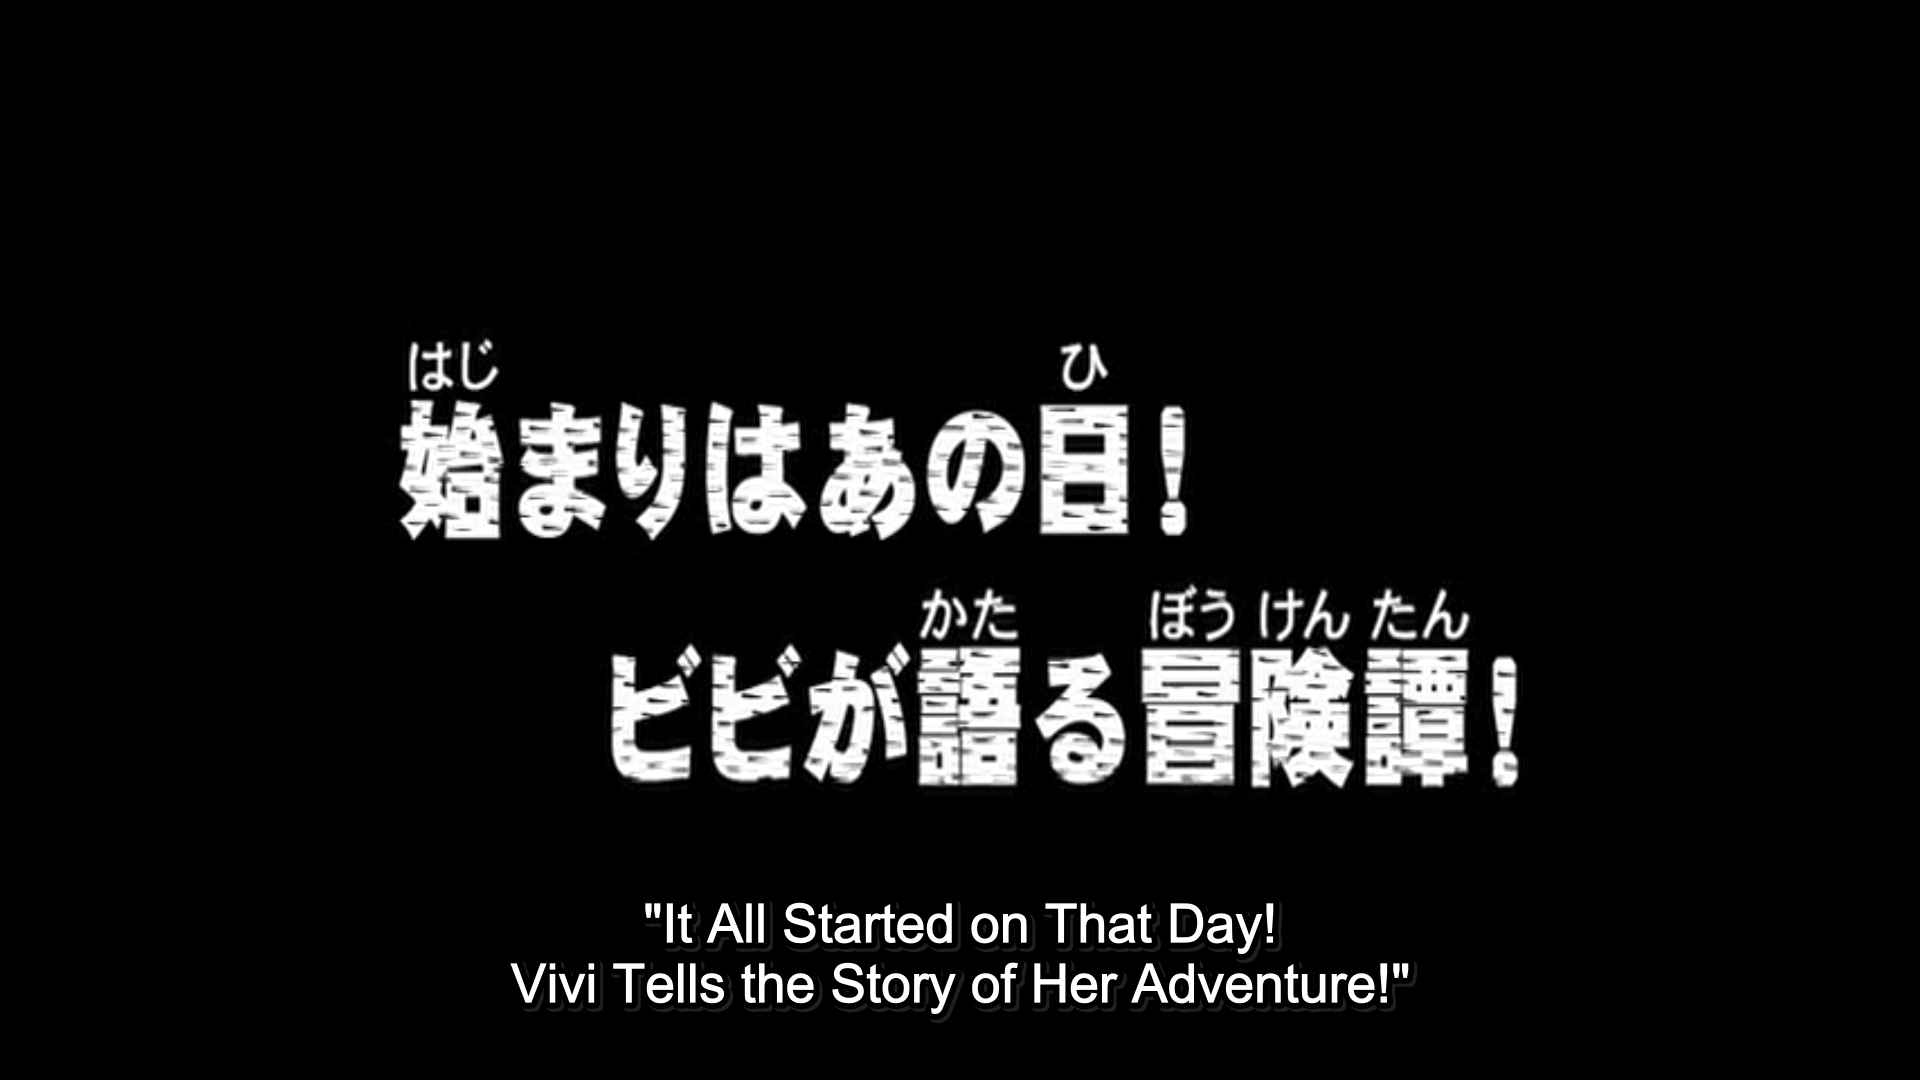 はじ ひ
始まりはあの日!
かた ぼう けん たん
ビビが語る冒険譚!
"It All Started on That Day!
Vivi Tells the Story of Her Adventure!"